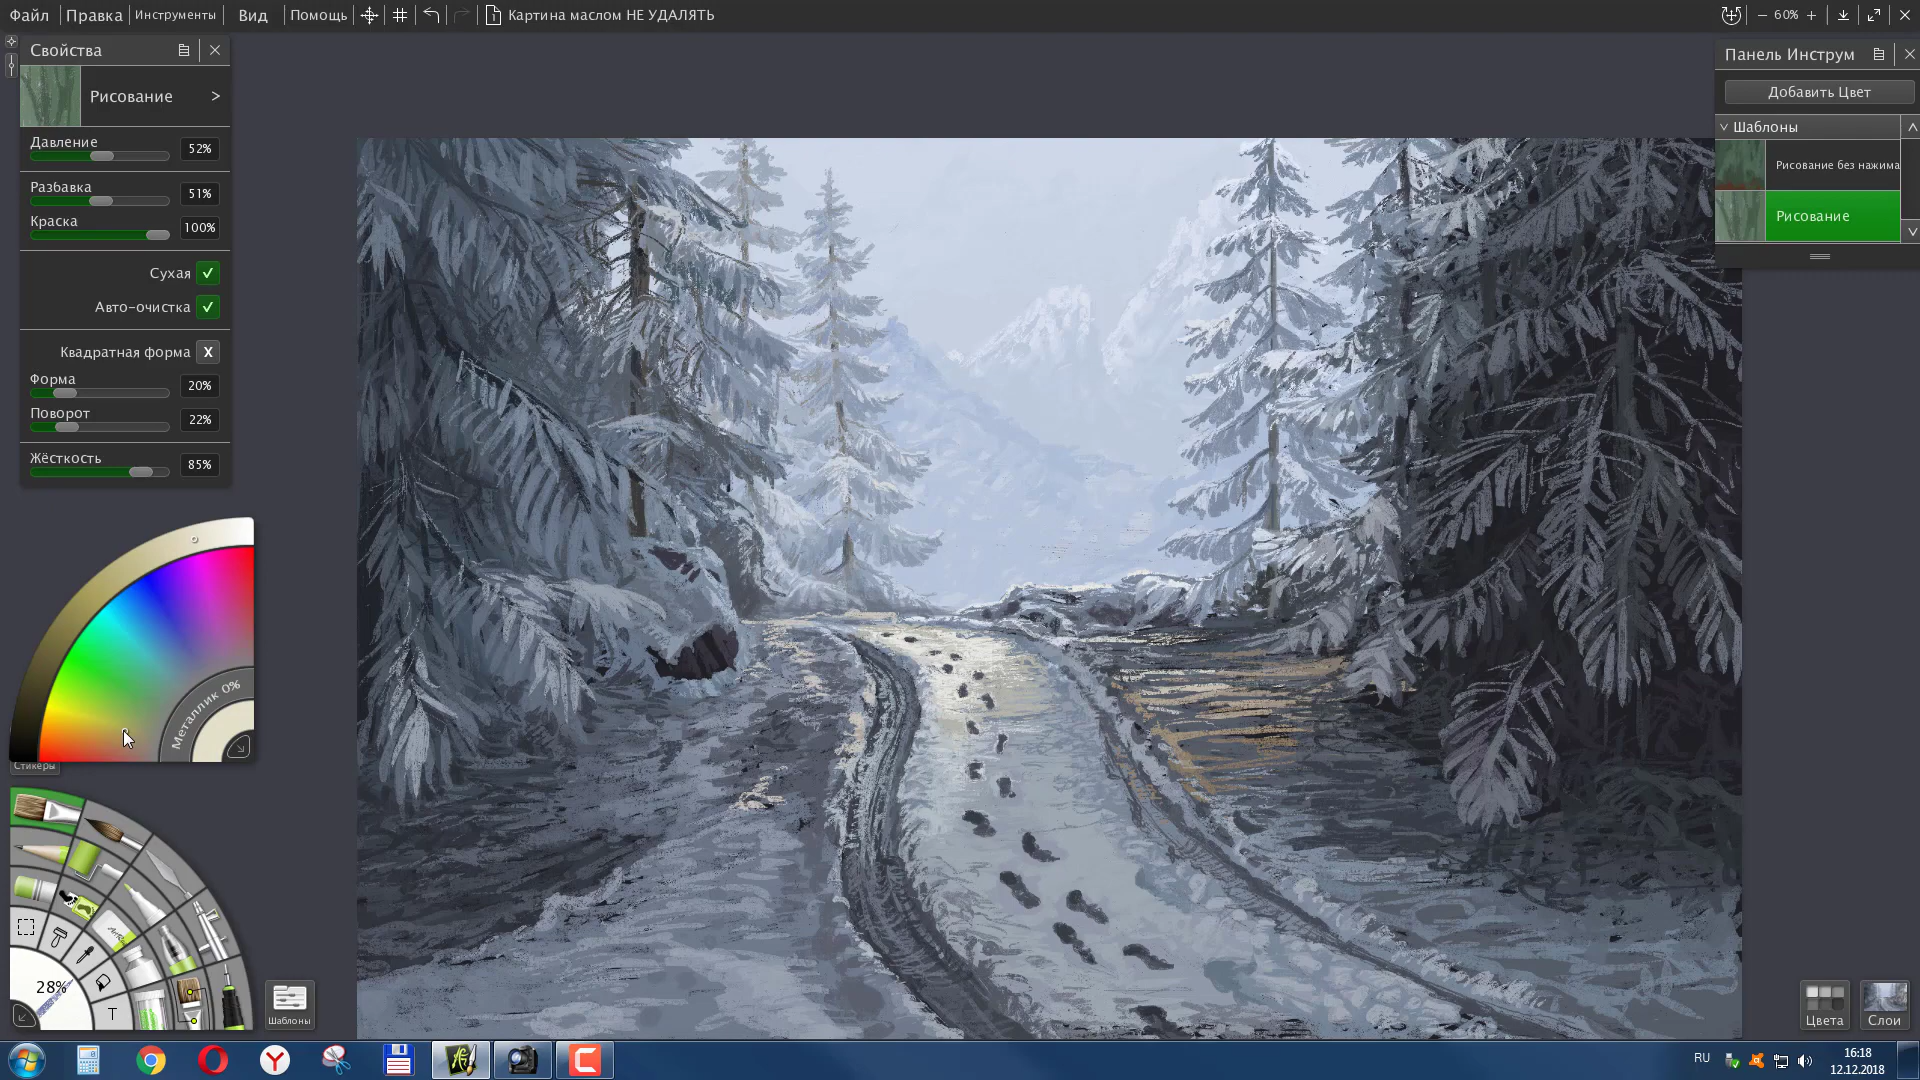 Файл Правка Инструменты Вид Помощь Картина маслом НЕ УДАЛЯТЬ 60%
Свойства
Рисование >
Давление 52%
Разбавка 51%
Краска 100%
Сухая
Авто-очистка
Квадратная форма X
Форма 20%
Поворот 22%
Жёсткость 85%
Металлик 0%
Стикеры
28%
T
Шаблоны
Панель Инструм
Добавить Цвет
Шаблоны
Рисование без нажима
Рисование
Цвета Слои
RU 16:18
12.12.2018